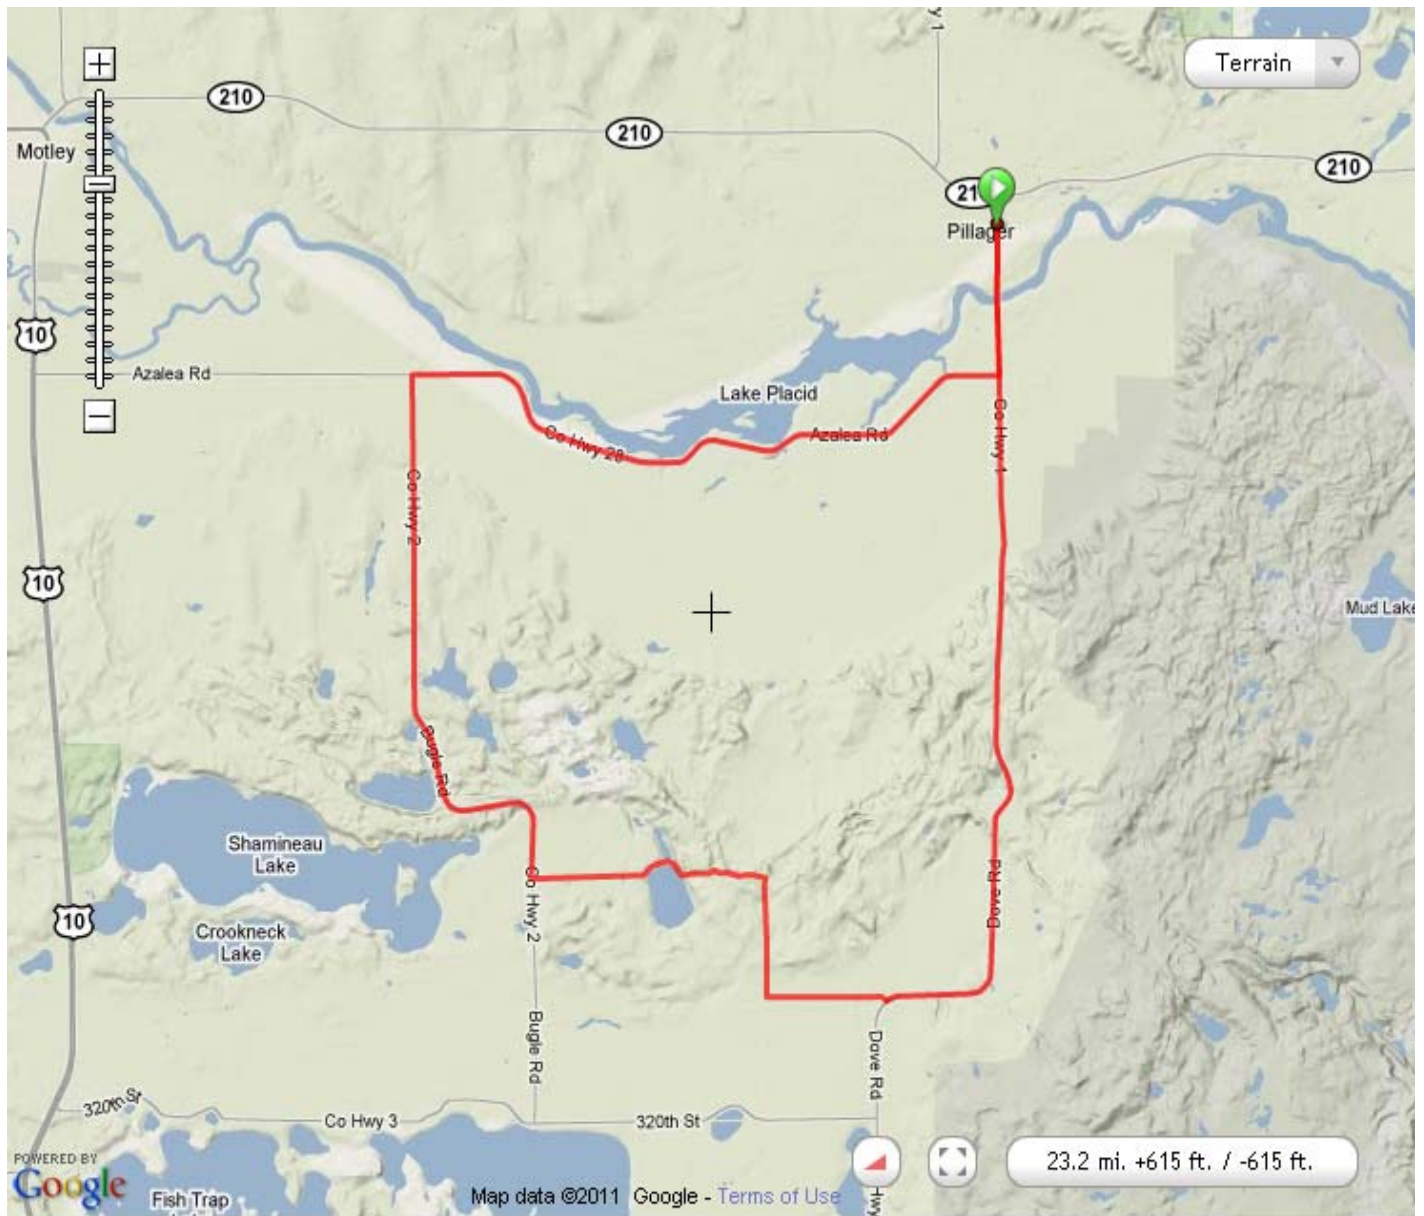 y 1
Terrain
210
210
210
Motley
21
Pillager
10
Azalea Rd
Lake Placid
Co Hwy 28
Azalea Rd
Co Hwy 1
Co Hwy 2
10
Mud Lake
Bugle Rd
Shamineau
Lake
Co Hwy 2
Dove Rd
10
Crookneck
Lake
Bugle Rd
Dove Rd
320th St
Co Hwy 3
320th St
POWERED BY
Google
Fish Trap
Map data ©2011 Google - Terms of Use
Hwy
23.2 mi. +615 ft. / -615 ft.